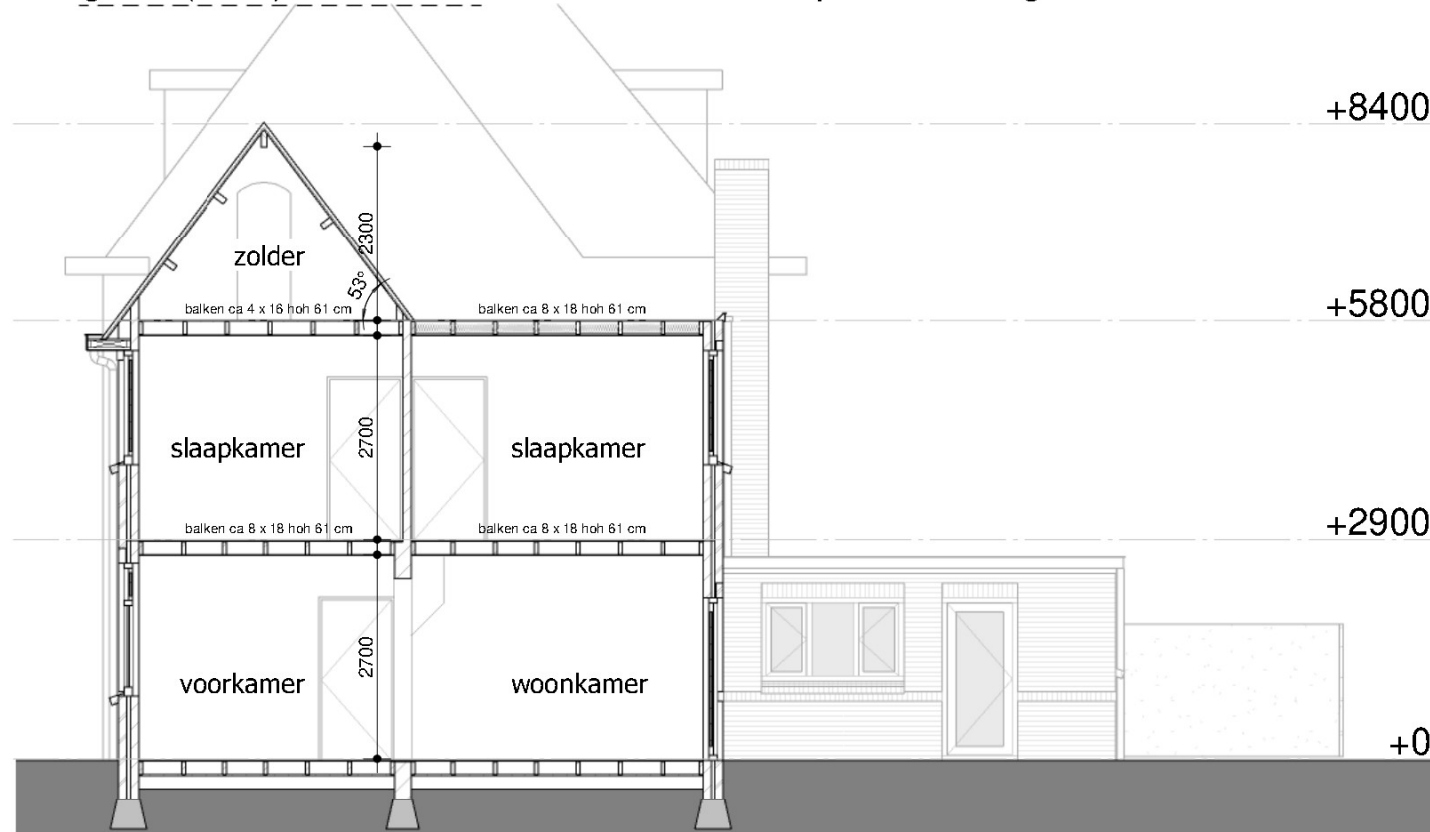 +8400
2300
zolder
53°
balken ca 4 x 16 hoh 61 cm
balken ca 8 x 18 hoh 61 cm
+5800
2700
slaapkamer
slaapkamer
balken ca 8 x 18 hoh 61 cm
balken ca 8 x 18 hoh 61 cm
+2900
2700
voorkamer
woonkamer
+0